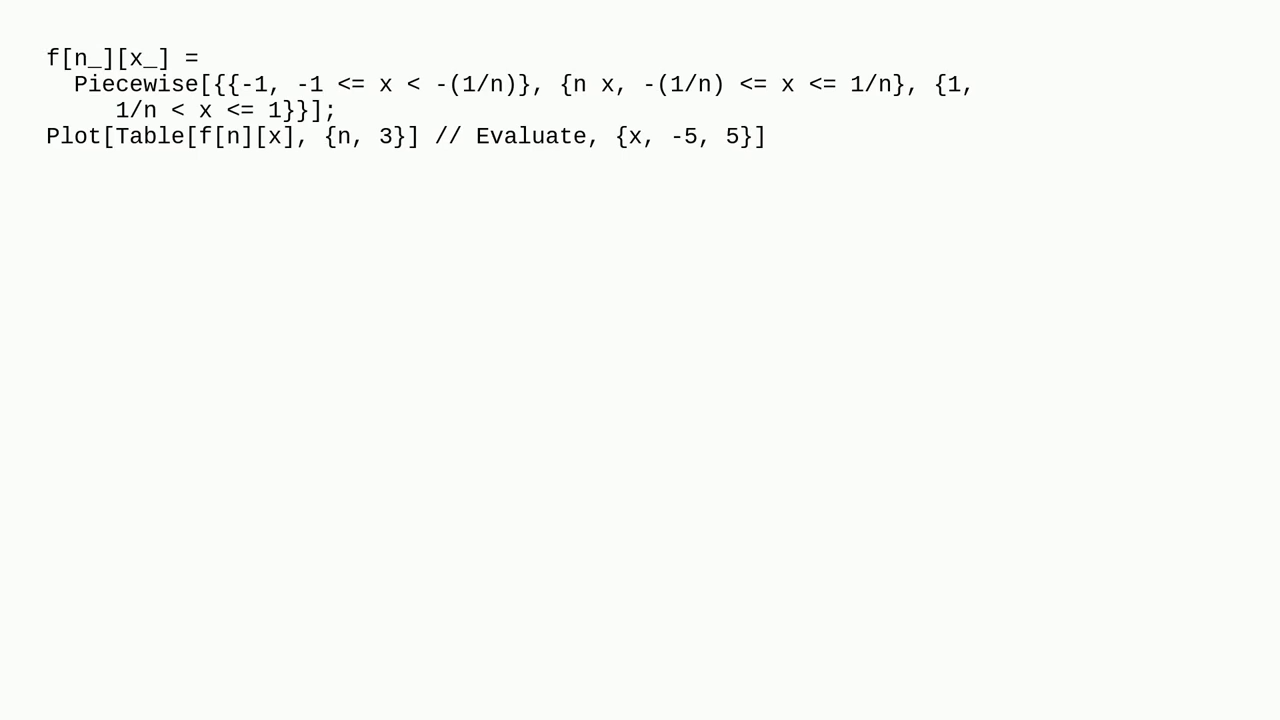 f[n_][x_] =
  Piecewise[{{-1, -1 <= x < -(1/n)}, {n x, -(1/n) <= x <= 1/n}, {1,
     1/n < x <= 1}}];
Plot[Table[f[n][x], {n, 3}] // Evaluate, {x, -5, 5}]